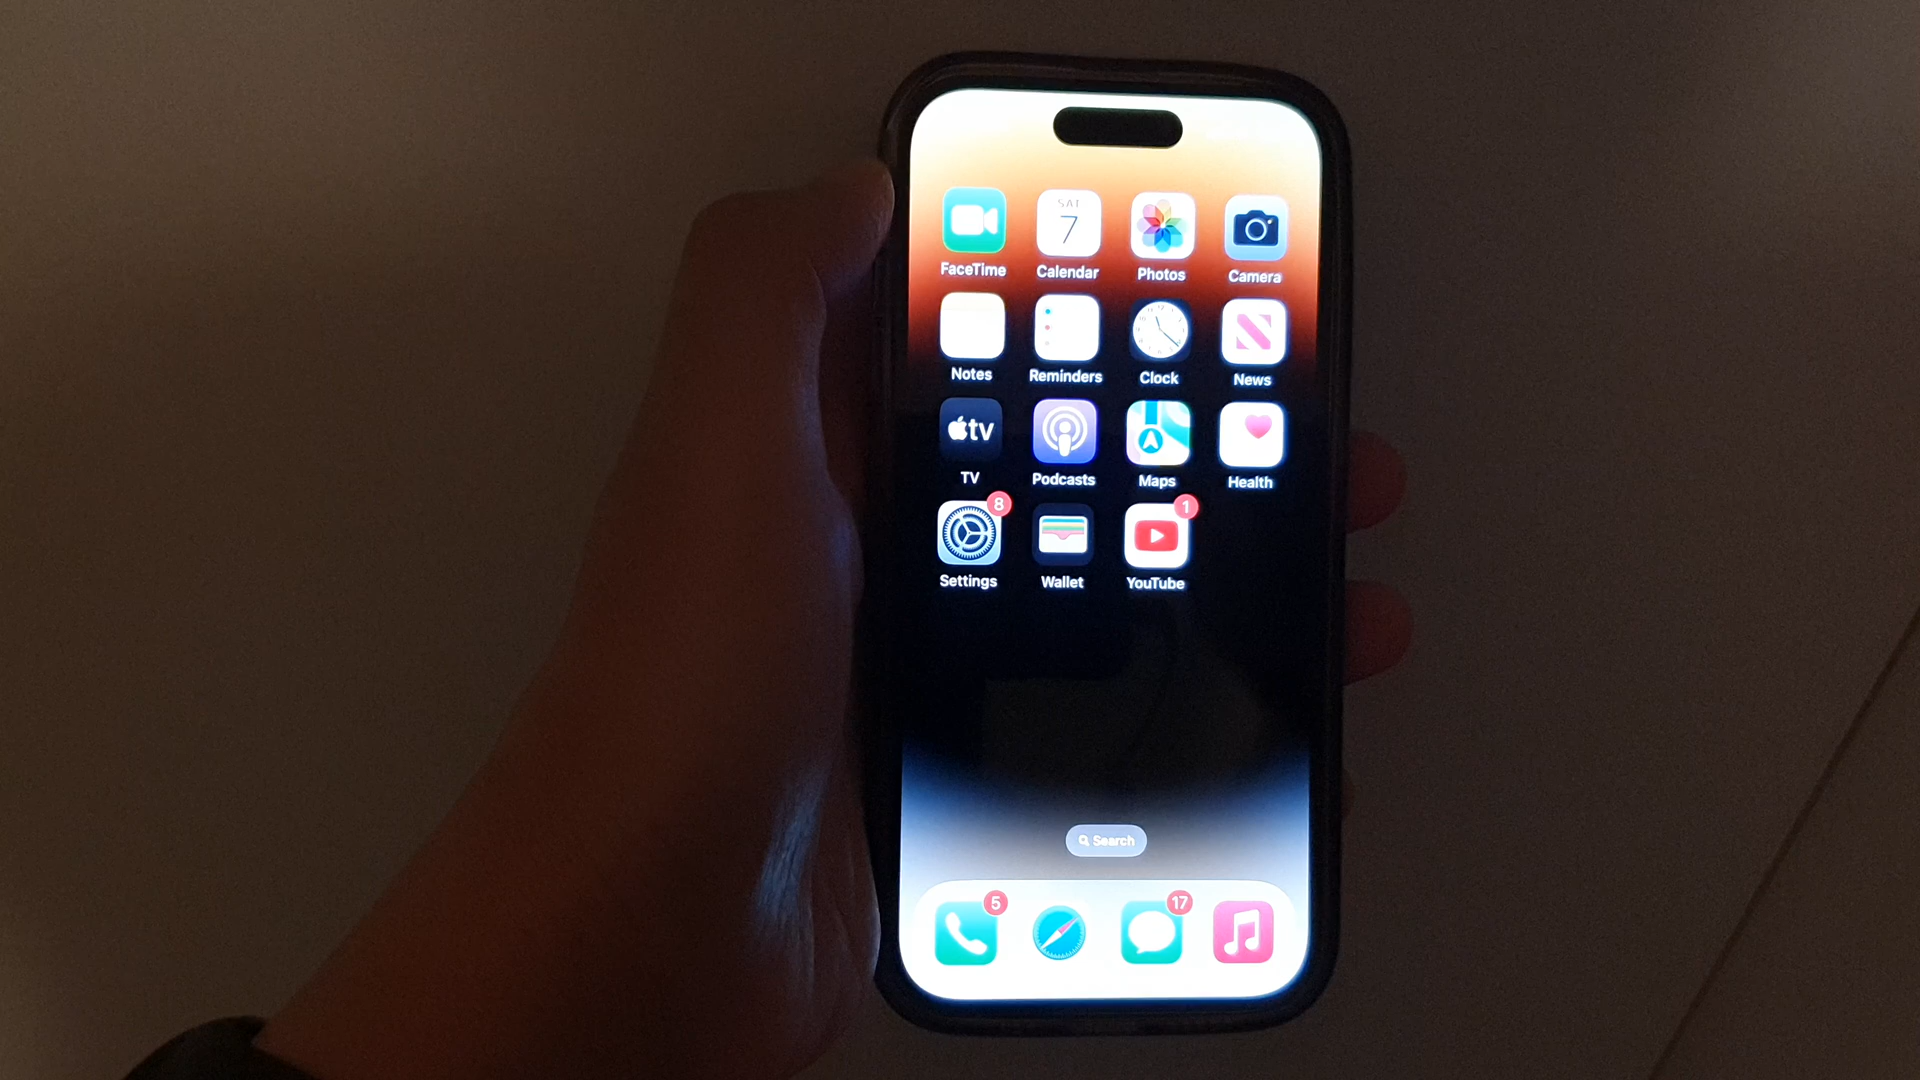 SAT
7
FaceTime Calendar Photos Camera
Notes Reminders Clock News
tv
TV Podcasts Maps Health
8 1
Settings Wallet YouTube
Search
5 17